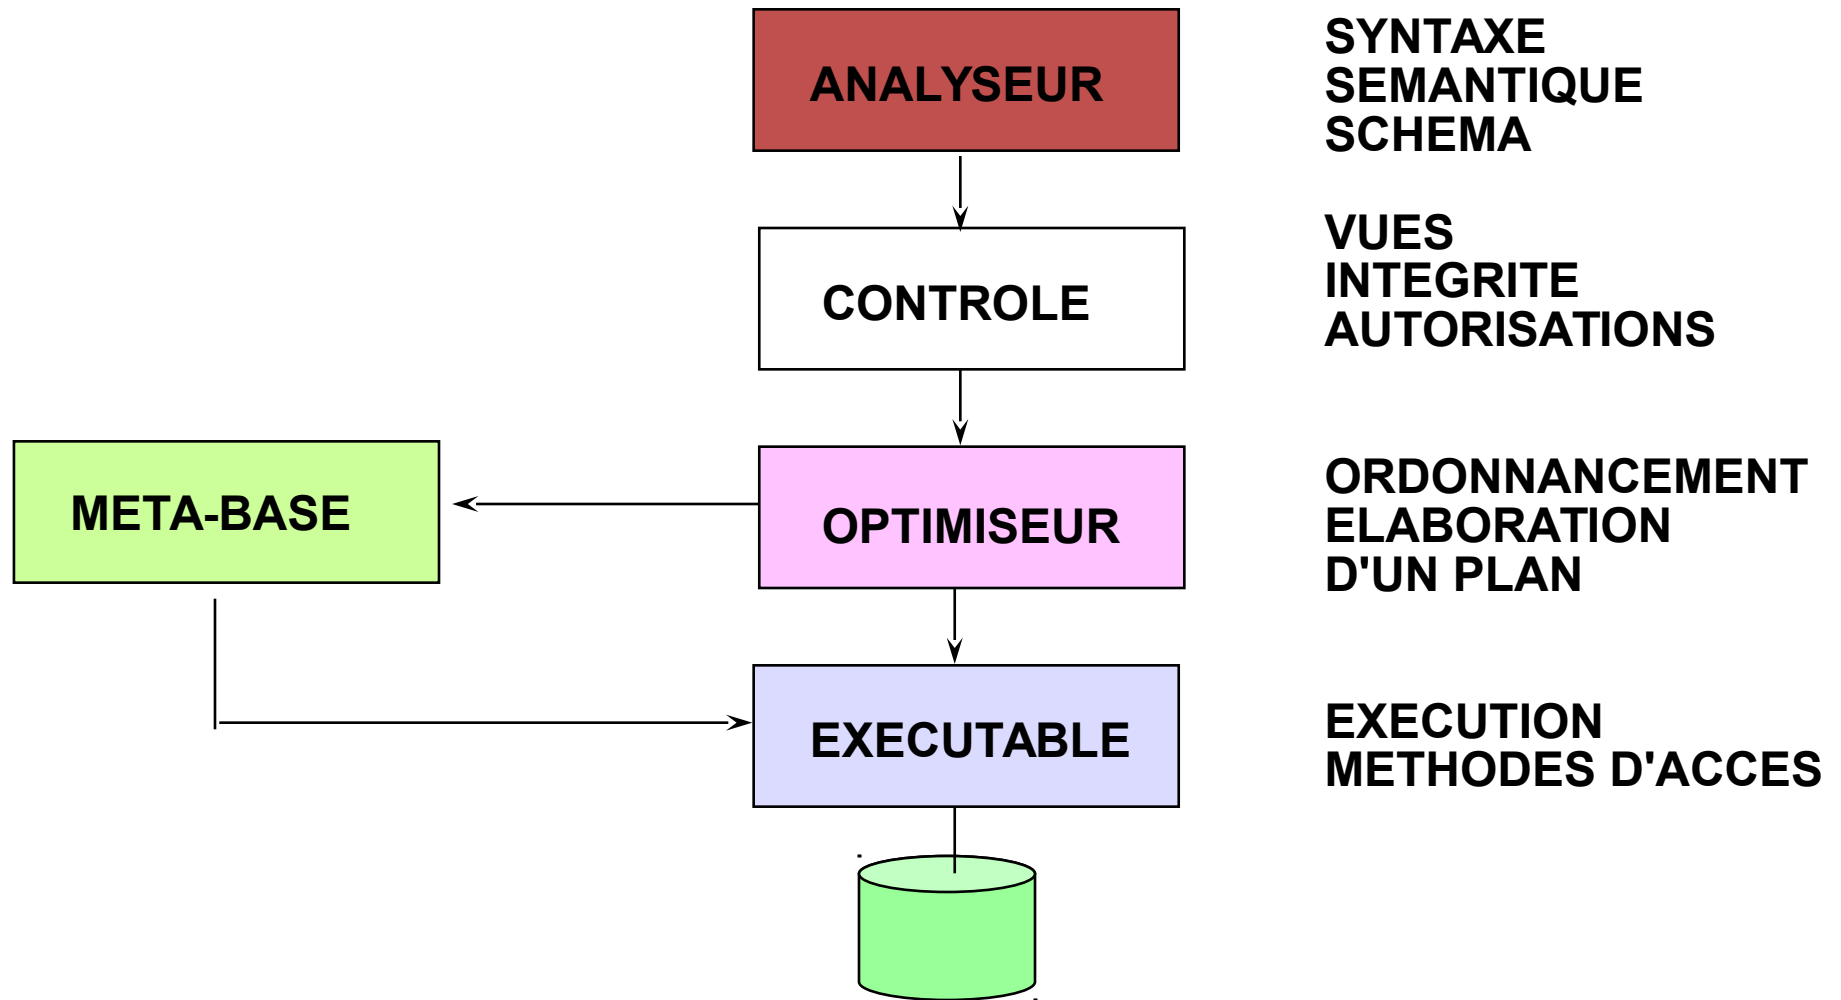 ANALYSEUR
SYNTAXE
SEMANTIQUE
SCHEMA
CONTROLE
VUES
INTEGRITE
AUTORISATIONS
META-BASE
OPTIMISEUR
ORDONNANCEMENT
ELABORATION
D'UN PLAN
EXECUTABLE
EXECUTION
METHODES D'ACCES